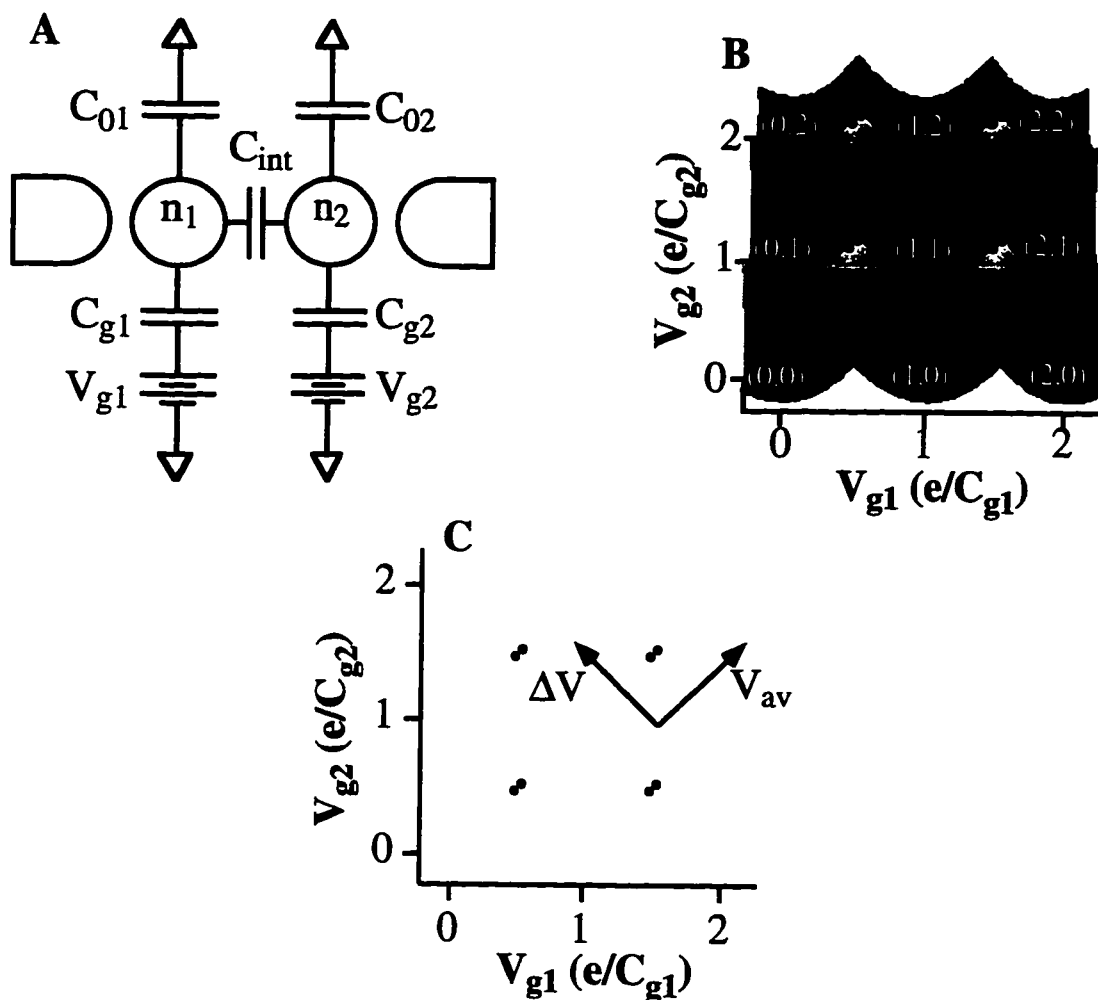 A
C01 C02
Cint
n1 n2
Cg1 Cg2
Vg1 Vg2
B
Vg2 (e/Cg2)
2
1
0
(0,2) (1,2) (2,2)
(0,1) (1,1) (2,1)
(0,0) (1,0) (2,0)
0 1 2
Vg1 (e/Cg1)
C
Vg2 (e/Cg2)
2
1
0
ΔV Vav
0 1 2
Vg1 (e/Cg1)